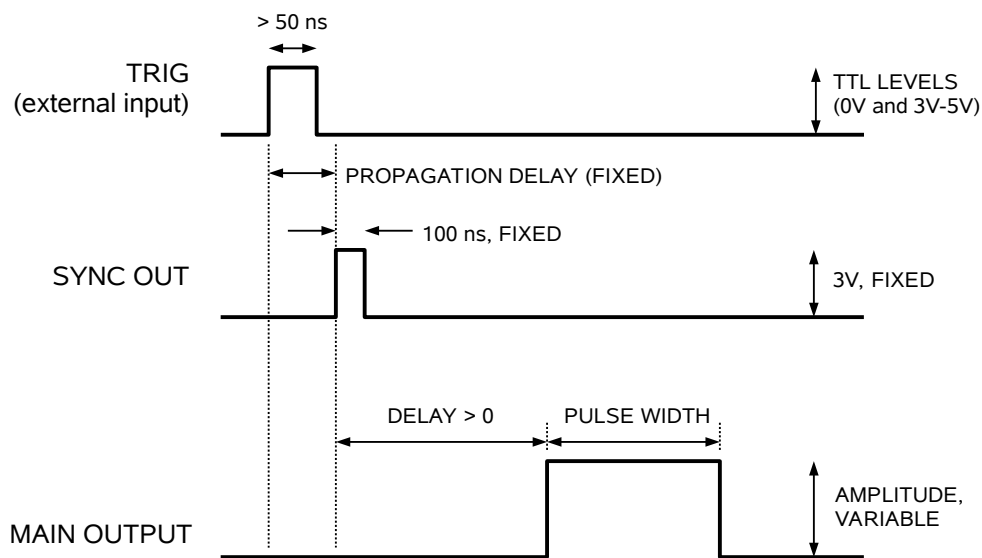 > 50 ns
TRIG
(external input)
TTL LEVELS
(0V and 3V-5V)
PROPAGATION DELAY (FIXED)
100 ns, FIXED
SYNC OUT
3V, FIXED
DELAY > 0
PULSE WIDTH
AMPLITUDE,
VARIABLE
MAIN OUTPUT